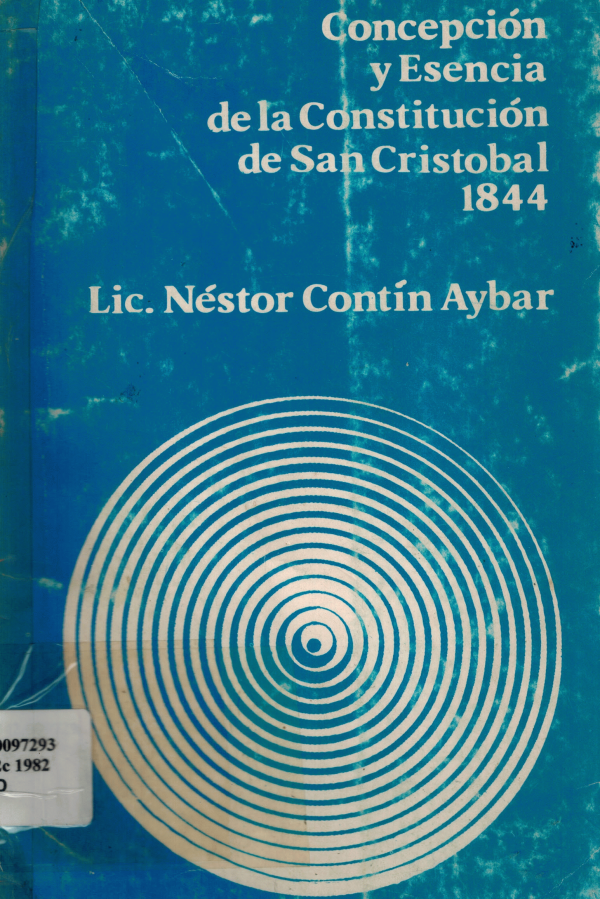 Concepción
y Esencia
de la Constitución
de San Cristobal
1844
Lic. Néstor Contín Aybar
0097293
c 1982